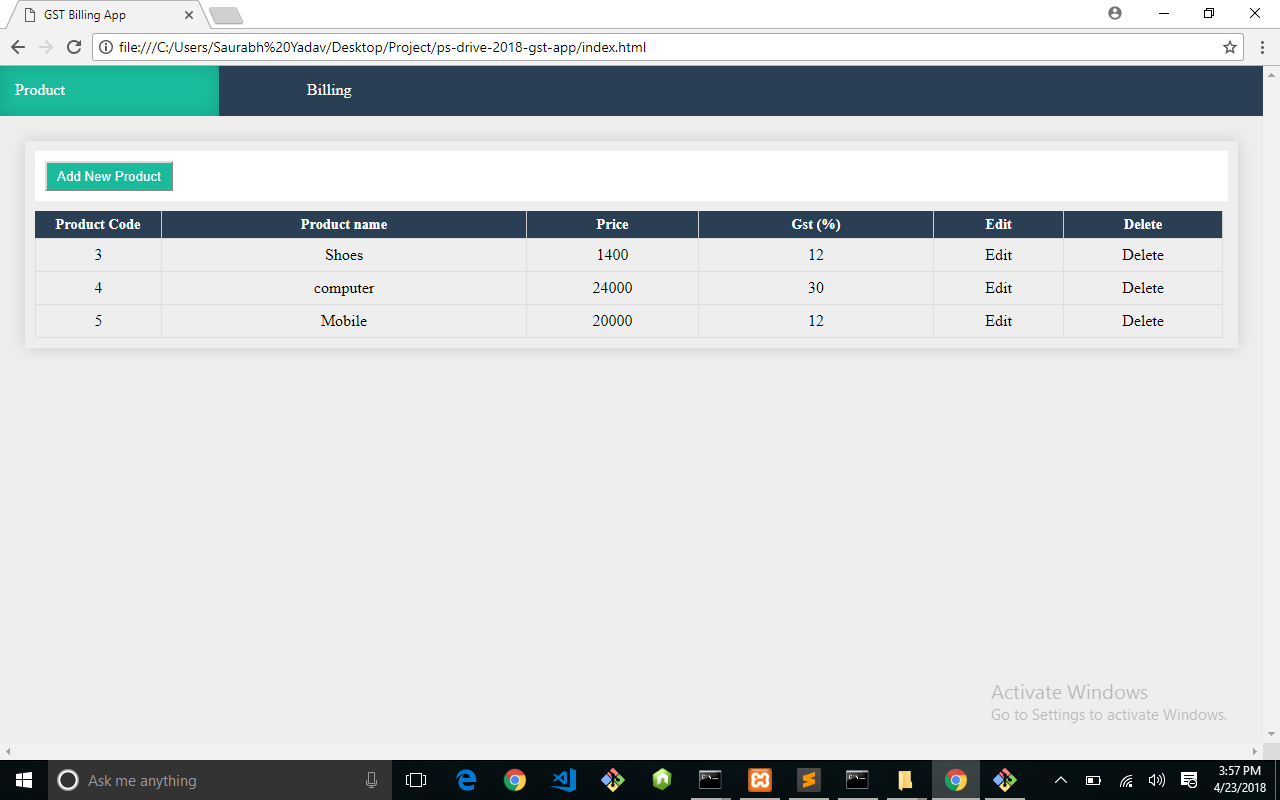 GST Billing App
file:///C:/Users/Saurabh%20Yadav/Desktop/Project/ps-drive-2018-gst-app/index.html
Product Billing
Add New Product
Product Code Product name Price Gst (%) Edit Delete
3 Shoes 1400 12 Edit Delete
4 computer 24000 30 Edit Delete
5 Mobile 20000 12 Edit Delete
Activate Windows
Go to Settings to activate Windows.
Ask me anything
3:57 PM
4/23/2018